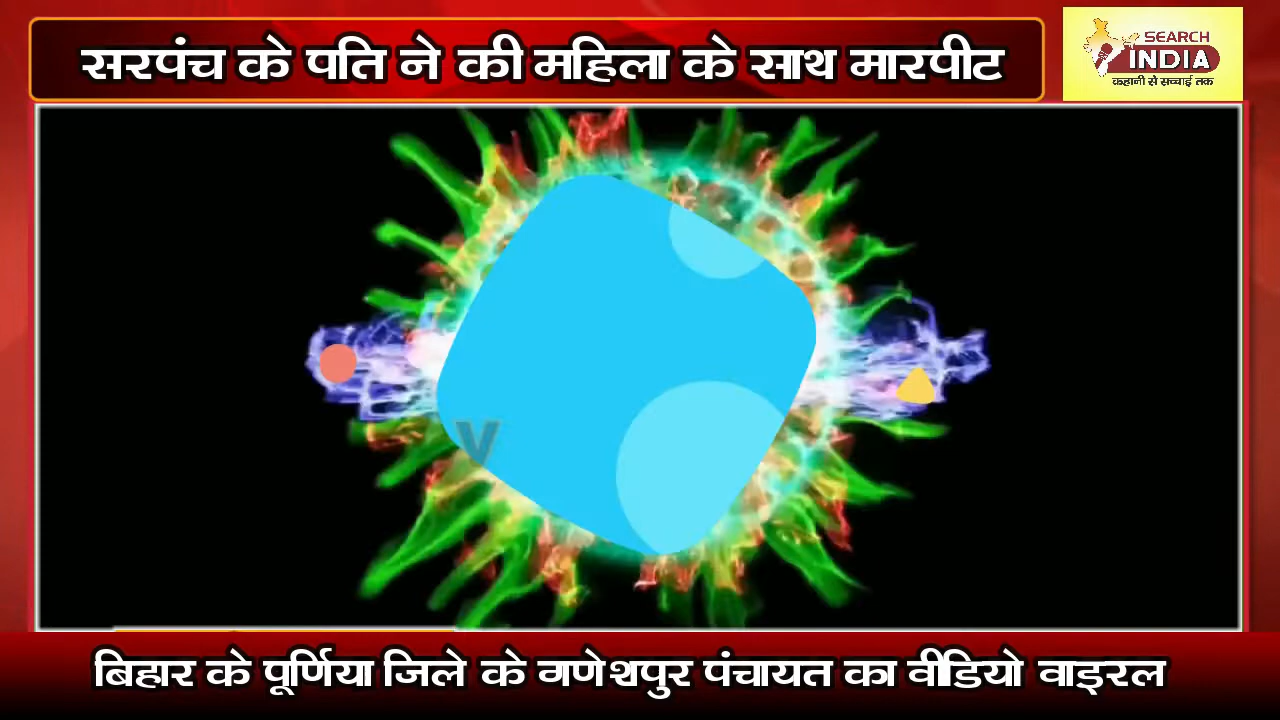 सरपंच के पति ने की महिला के साथ मारपीट
SEARCH
INDIA
कहानी से सच्चाई तक
V
बिहार के पूर्णिया जिले के गणेशपुर पंचायत का वीडियो वाइरल